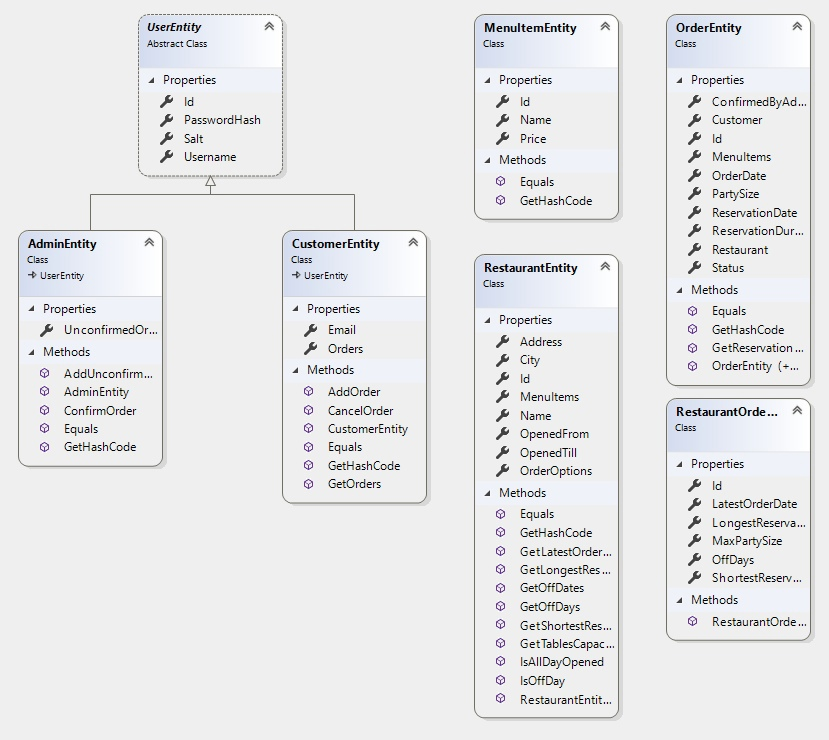 UserEntity
Abstract Class
Properties
Id
PasswordHash
Salt
Username
AdminEntity
Class
UserEntity
Properties
UnconfirmedOr...
Methods
AddUnconfirm...
AdminEntity
ConfirmOrder
Equals
GetHashCode
CustomerEntity
Class
UserEntity
Properties
Email
Orders
Methods
AddOrder
CancelOrder
CustomerEntity
Equals
GetHashCode
GetOrders
MenuItemEntity
Class
Properties
Id
Name
Price
Methods
Equals
GetHashCode
RestaurantEntity
Class
Properties
Address
City
Id
MenuItems
Name
OpenedFrom
OpenedTill
OrderOptions
Methods
Equals
GetHashCode
GetLatestOrder...
GetLongestRes...
GetOffDates
GetOffDays
GetShortestRes...
GetTablesCapac...
IsAllDayOpened
IsOffDay
RestaurantEntit...
OrderEntity
Class
Properties
ConfirmedByAd...
Customer
Id
MenuItems
OrderDate
PartySize
ReservationDate
ReservationDur...
Restaurant
Status
Methods
Equals
GetHashCode
GetReservation ...
OrderEntity (+...
RestaurantOrde...
Class
Properties
Id
LatestOrderDate
LongestReserva...
MaxPartySize
OffDays
ShortestReserv...
Methods
RestaurantOrde...